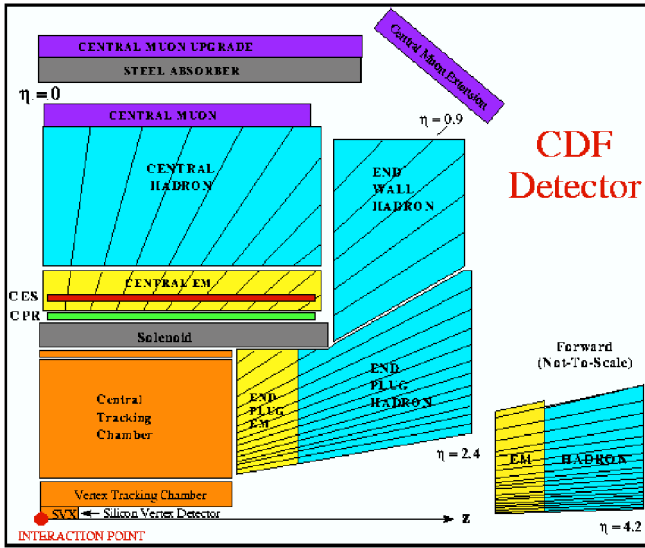 CENTRAL MUON UPGRADE
STEEL ABSORBER
Central Muon Extension
η = 0
CENTRAL MUON
η = 0.9
CDF
Detector
CENTRAL
HADRON
END
WALL
HADRON
CENTRAL EM
CES
CPR
Solenoid
Forward
(Not-To-Scale)
Central
Tracking
Chamber
END
PLUG
EM
END
PLUG
HADRON
η = 2.4
EM
HADRON
Vertex Tracking Chamber
SVX
Silicon Vertex Detector
Z
INTERACTION POINT
η = 4.2